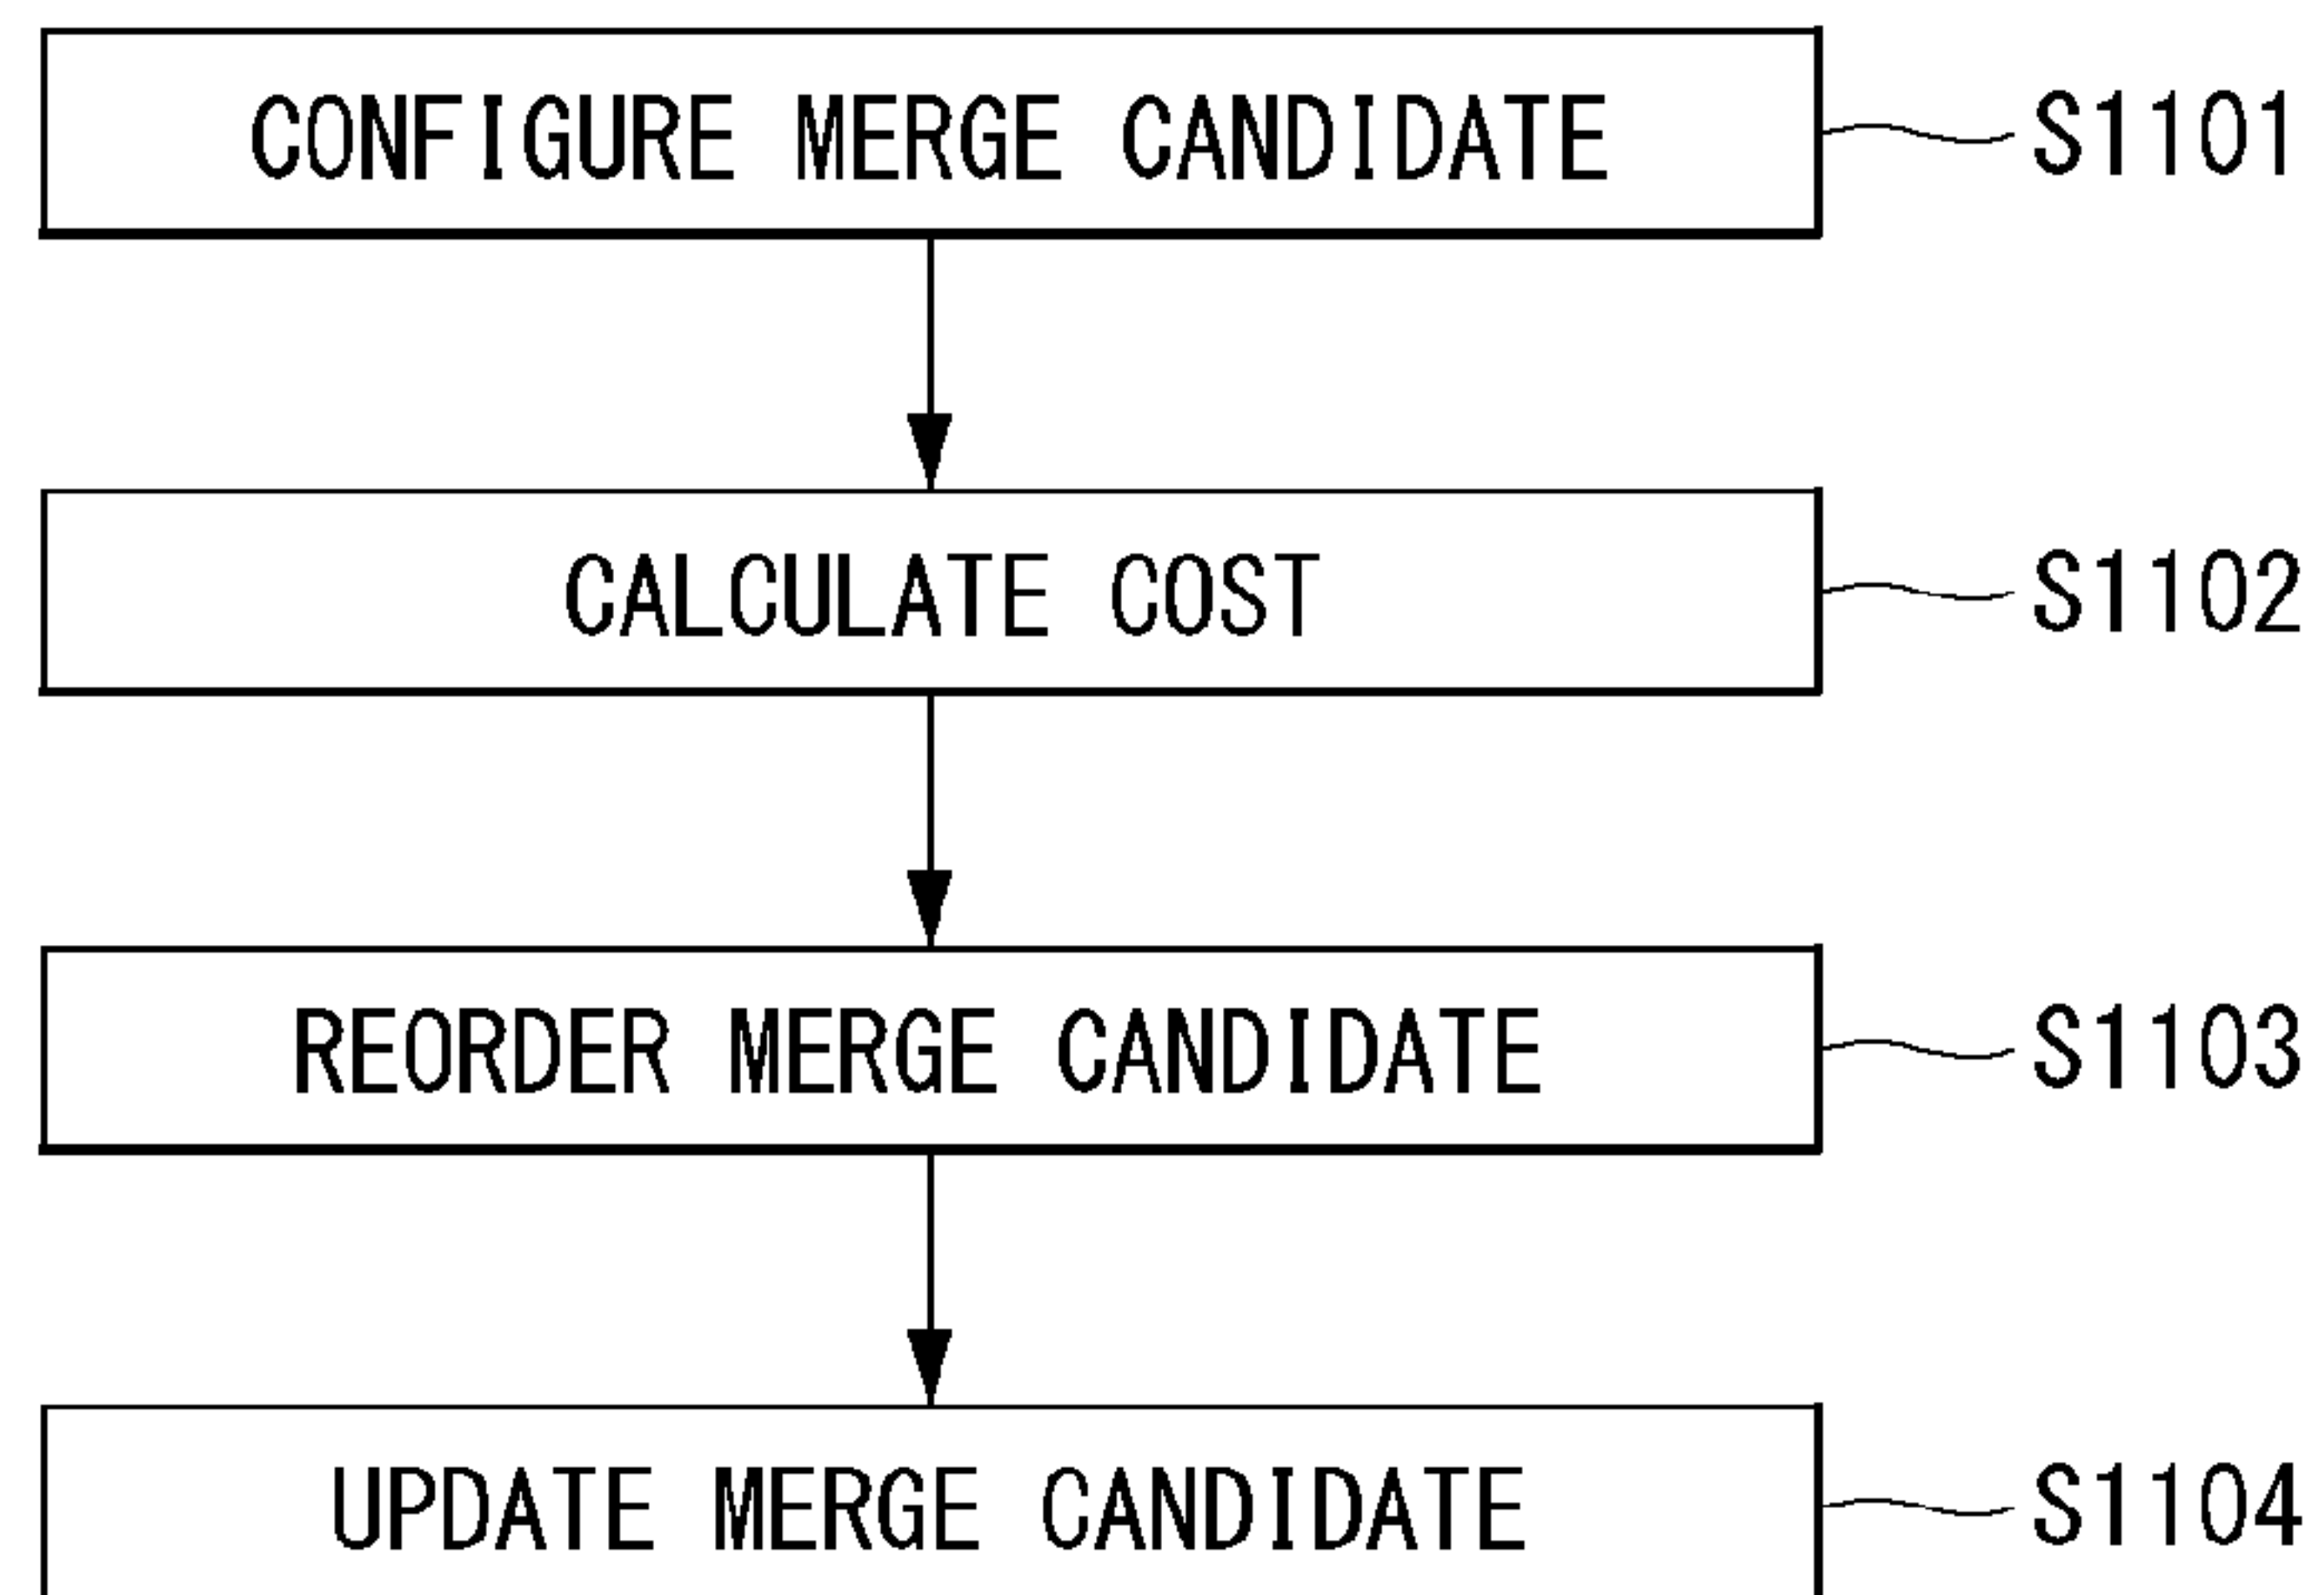 CONFIGURE MERGE CANDIDATE S1101
CALCULATE COST S1102
REORDER MERGE CANDIDATE S1103
UPDATE MERGE CANDIDATE S1104